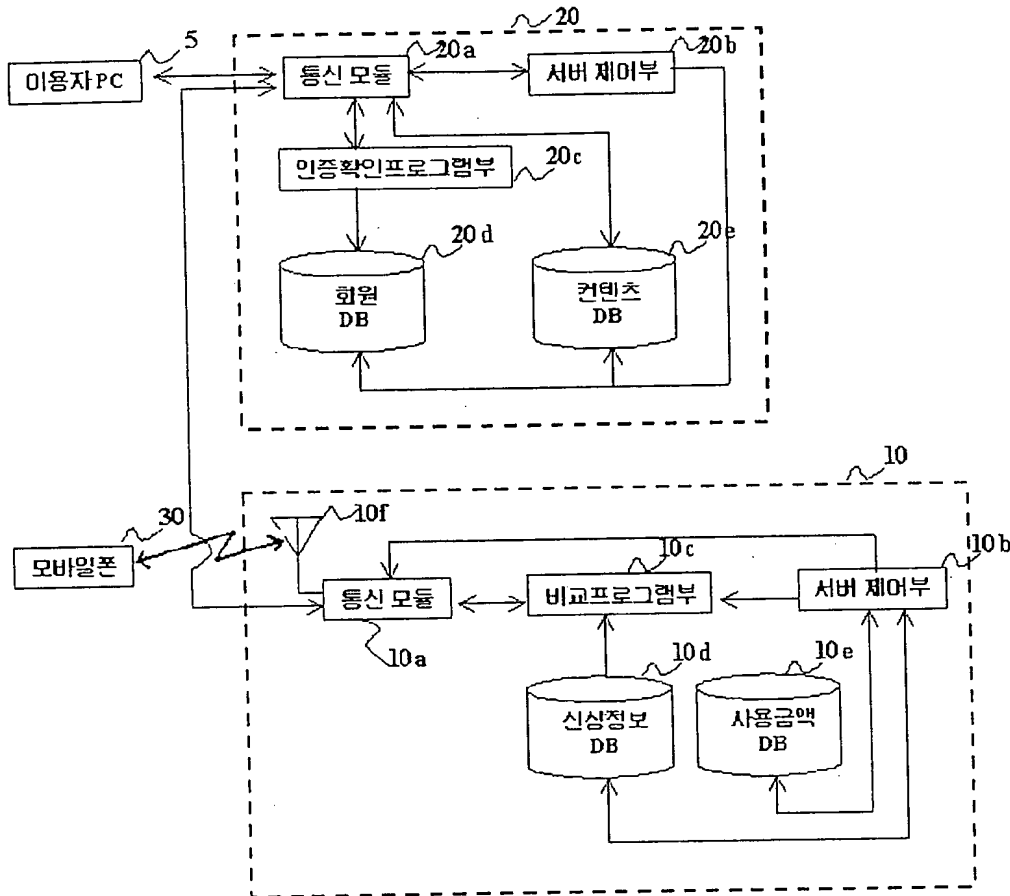 20
5
이용자 PC
20a
통신 모듈
20b
서버 제어부
인증확인프로그램부
20c
20d
회원
DB
20e
컨텐츠
DB
10
30
모바일폰
10f
10c
10b
통신 모듈
비교프로그램부
서버 제어부
10a
10d
신상정보
DB
10e
사용금액
DB